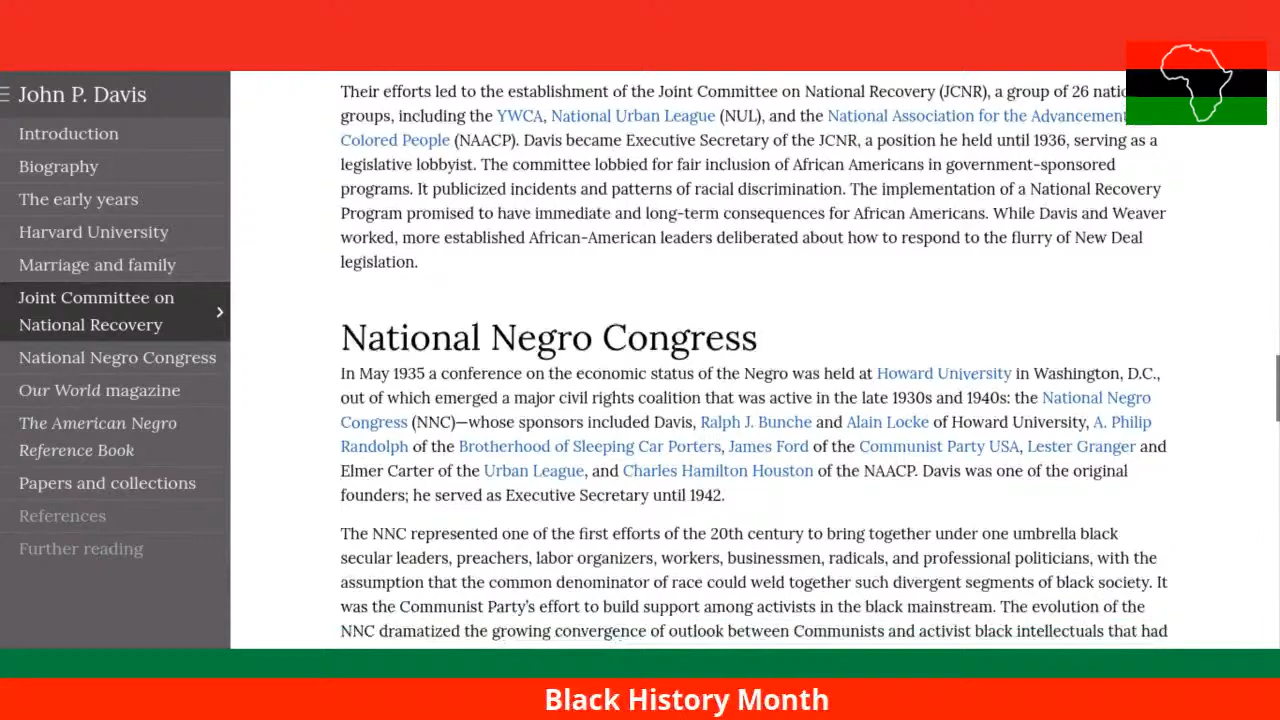 John P. Davis
Introduction
Biography
The early years
Harvard University
Marriage and family
Joint Committee on
National Recovery
National Negro Congress
Our World magazine
The American Negro
Reference Book
Papers and collections
References
Further reading
Their efforts led to the establishment of the Joint Committee on National Recovery (JCNR), a group of 26
groups, including the YWCA, National Urban League (NUL), and the National Association for the Advancement
Colored People (NAACP). Davis became Executive Secretary of the JCNR, a position he held until 1936, serving as a
legislative lobbyist. The committee lobbied for fair inclusion of African Americans in government-sponsored
programs. It publicized incidents and patterns of racial discrimination. The implementation of a National Recovery
Program promised to have immediate and long-term consequences for African Americans. While Davis and Weaver
worked, more established African-American leaders deliberated about how to respond to the flurry of New Deal
legislation.
National Negro Congress
In May 1935 a conference on the economic status of the Negro was held at Howard University in Washington, D.C.,
out of which emerged a major civil rights coalition that was active in the late 1930s and 1940s: the National Negro
Congress (NNC)—whose sponsors included Davis, Ralph J. Bunche and Alain Locke of Howard University, A. Philip
Randolph of the Brotherhood of Sleeping Car Porters, James Ford of the Communist Party USA, Lester Granger and
Elmer Carter of the Urban League, and Charles Hamilton Houston of the NAACP. Davis was one of the original
founders; he served as Executive Secretary until 1942.
The NNC represented one of the first efforts of the 20th century to bring together under one umbrella black
secular leaders, preachers, labor organizers, workers, businessmen, radicals, and professional politicians, with the
assumption that the common denominator of race could weld together such divergent segments of black society. It
was the Communist Party’s effort to build support among activists in the black mainstream. The evolution of the
NNC dramatized the growing convergence of outlook between Communists and activist black intellectuals that had
Black History Month